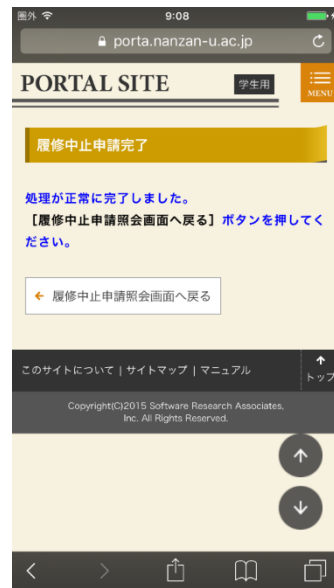 圏外 9:08
porta.nanzan-u.ac.jp
PORTAL SITE 学生用 MENU
履修中止申請完了
処理が正常に完了しました。
［履修中止申請照会画面へ戻る］ボタンを押してく
ださい。
履修中止申請照会画面へ戻る
このサイトについて | サイトマップ | マニュアル
トップ
Copyright(C)2015 Software Research Associates,
Inc. All Rights Reserved.